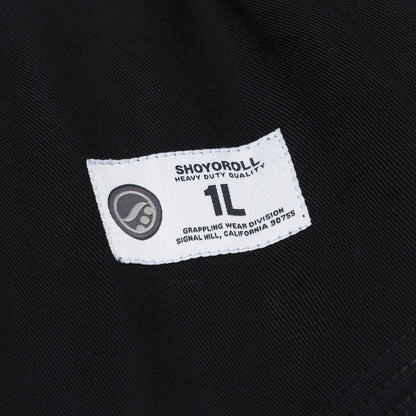 SHOYOROLL.
HEAVY DUTY QUALITY
1L
GRAPPLING WEAR DIVISION
SIGNAL HILL, CALIFORNIA 90755